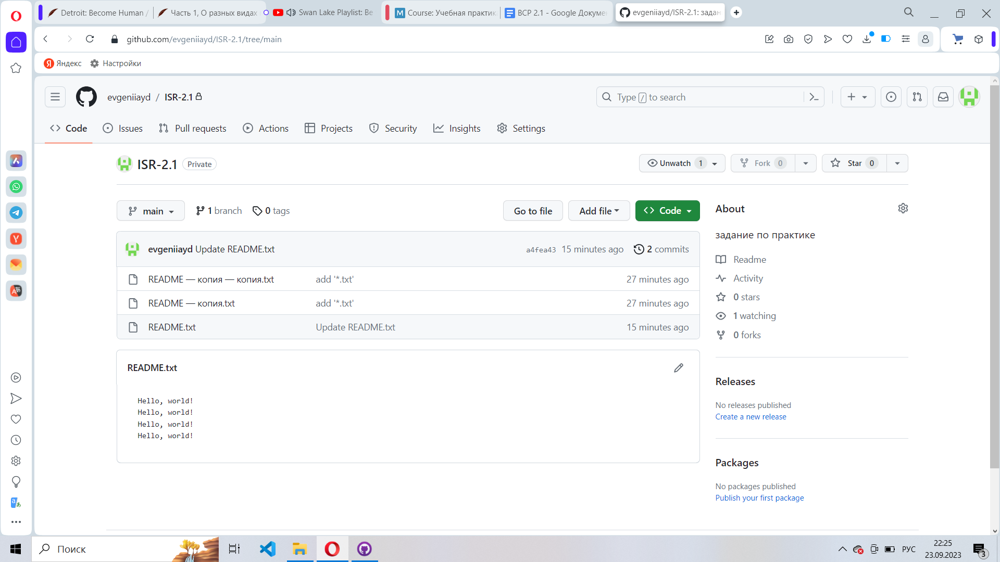 Detroit: Become Human /
Часть 1, О разных видах
Swan Lake Playlist: Be
Course: Учебная практик
ВСР 2.1 - Google Докумен
evgeniiayd/ISR-2.1: задан
github.com/evgeniiayd/ISR-2.1/tree/main
Яндекс
Настройки
evgeniiayd / ISR-2.1
Type / to search
Code
Issues
Pull requests
Actions
Projects
Security
Insights
Settings
ISR-2.1 Private
Unwatch 1
Fork 0
Star 0
main
1 branch
0 tags
Go to file
Add file
Code
evgeniiayd Update README.txt
a4fea43 15 minutes ago
2 commits
README — копия — копия.txt add '*.txt' 27 minutes ago
README — копия.txt add '*.txt' 27 minutes ago
README.txt Update README.txt 15 minutes ago
README.txt
Hello, world!
Hello, world!
Hello, world!
Hello, world!
About
задание по практике
Readme
Activity
0 stars
1 watching
0 forks
Releases
No releases published
Create a new release
Packages
No packages published
Publish your first package
Поиск
РУС
22:25
23.09.2023
3